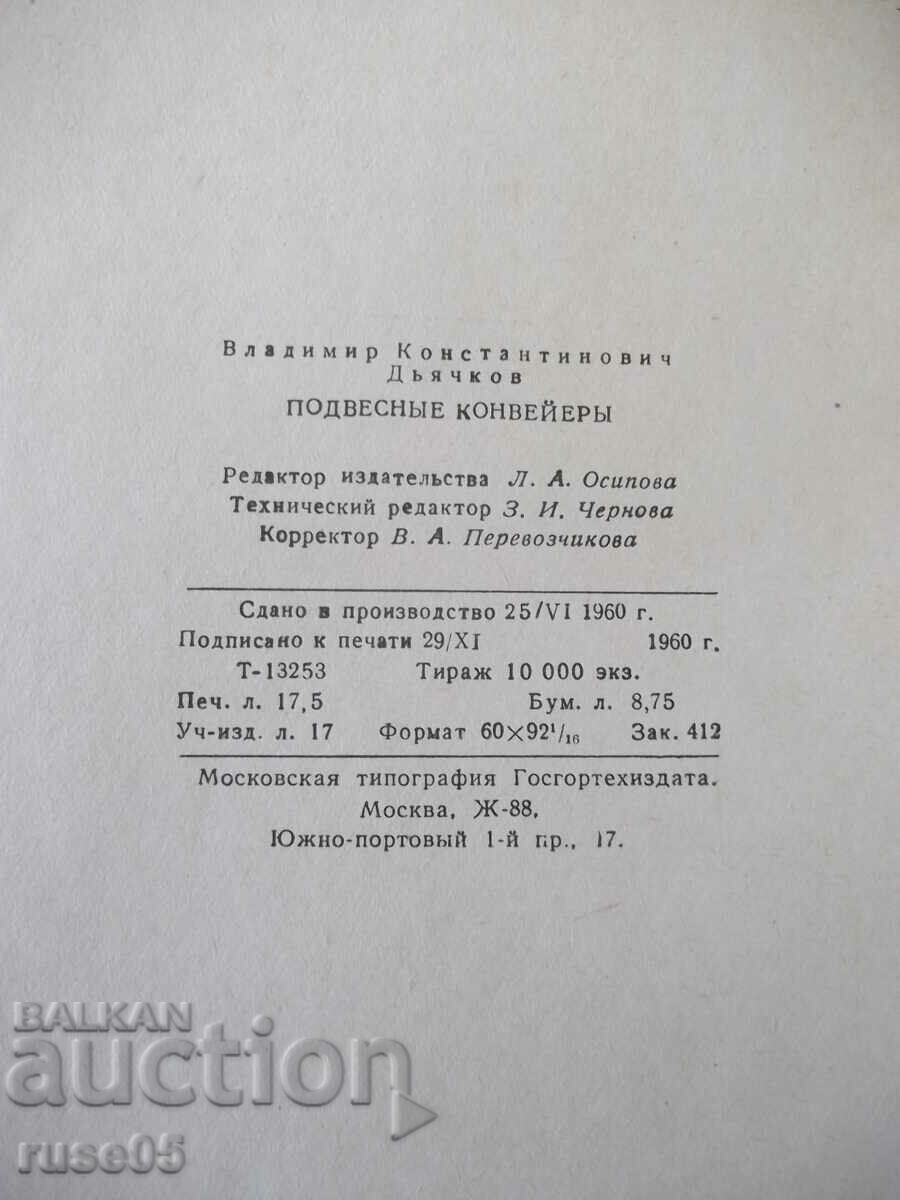 Владимир Константинович
Дьячков
ПОДВЕСНЫЕ КОНВЕЙЕРЫ
Редактор издательства Л. А. Осипова
Технический редактор З. И. Чернова
Корректор В. А. Перевозчикова
Сдано в производство 25/VI 1960 г.
Подписано к печати 29/XI 1960 г.
Т-13253 Тираж 10 000 экз.
Печ. л. 17,5 Бум. л. 8,75
Уч-изд. л. 17 Формат 60×92¹/₁₆ Зак. 412
Московская типография Госгортехиздата.
Москва, Ж-88,
Южно-портовый 1-й пр., 17.
BALKAN
auction
ruse05